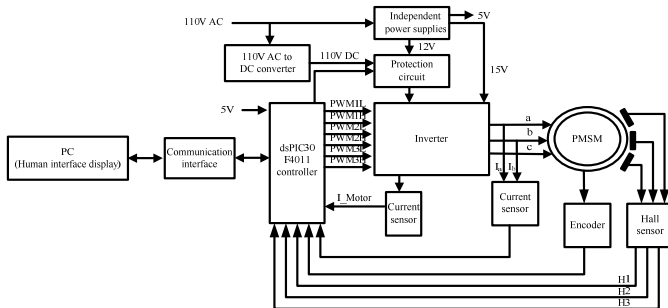 110V AC
Independent
power supplies
5V
12V
110V AC to
DC converter
110V DC
Protection
circuit
15V
5V
PWM1L
PWM1H
PWM2L
PWM2H
PWM3L
PWM3H
dsPIC30
F4011
controller
Inverter
a
b
c
PMSM
PC
(Human interface display)
Communication
interface
I_Motor
Current
sensor
Ia
Ib
Current
sensor
Encoder
Hall
sensor
H1
H2
H3